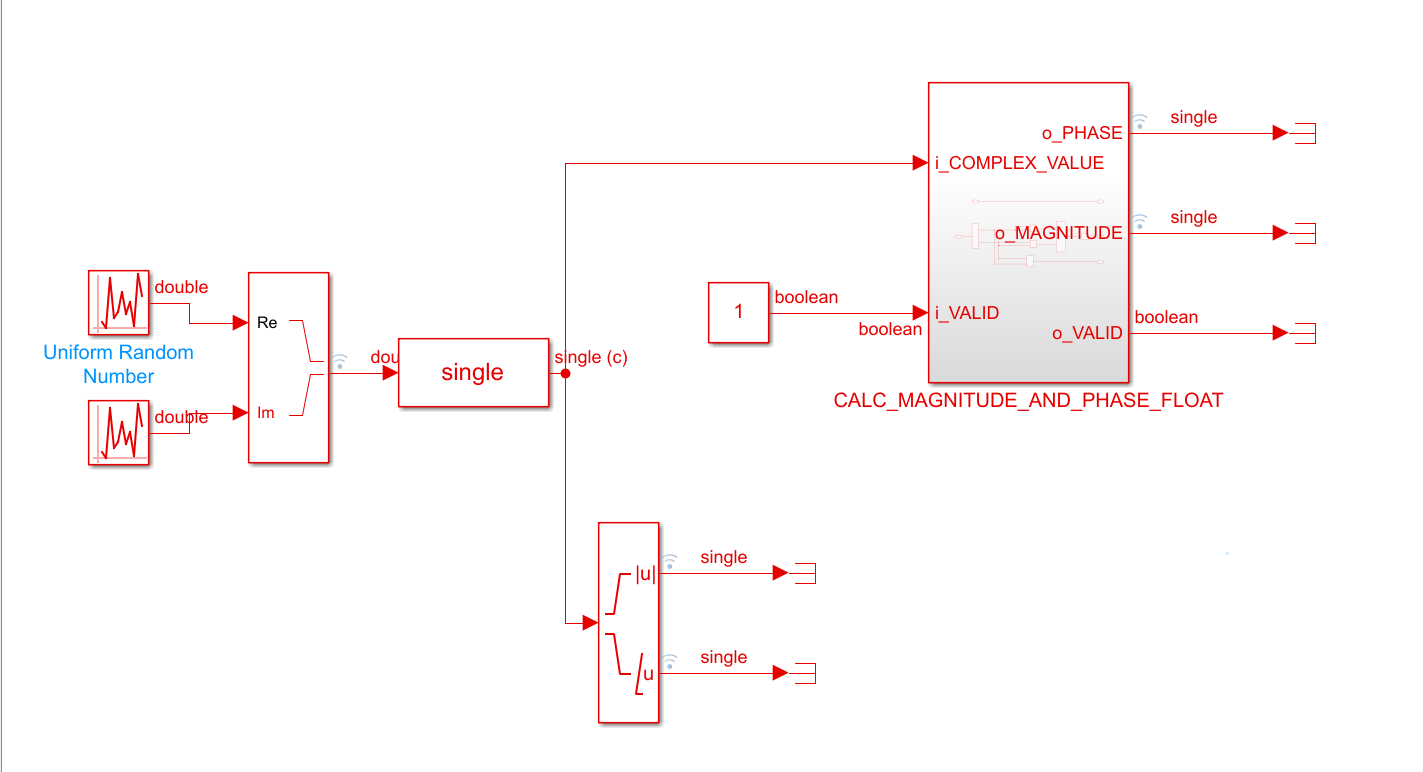 o_PHASE
single
i_COMPLEX_VALUE
o_MAGNITUDE
single
double
Re
1
boolean
i_VALID
boolean
o_VALID
boolean
Uniform Random
Number
dou
single
single (c)
CALC_MAGNITUDE_AND_PHASE_FLOAT
double
Im
|u|
single
u
single